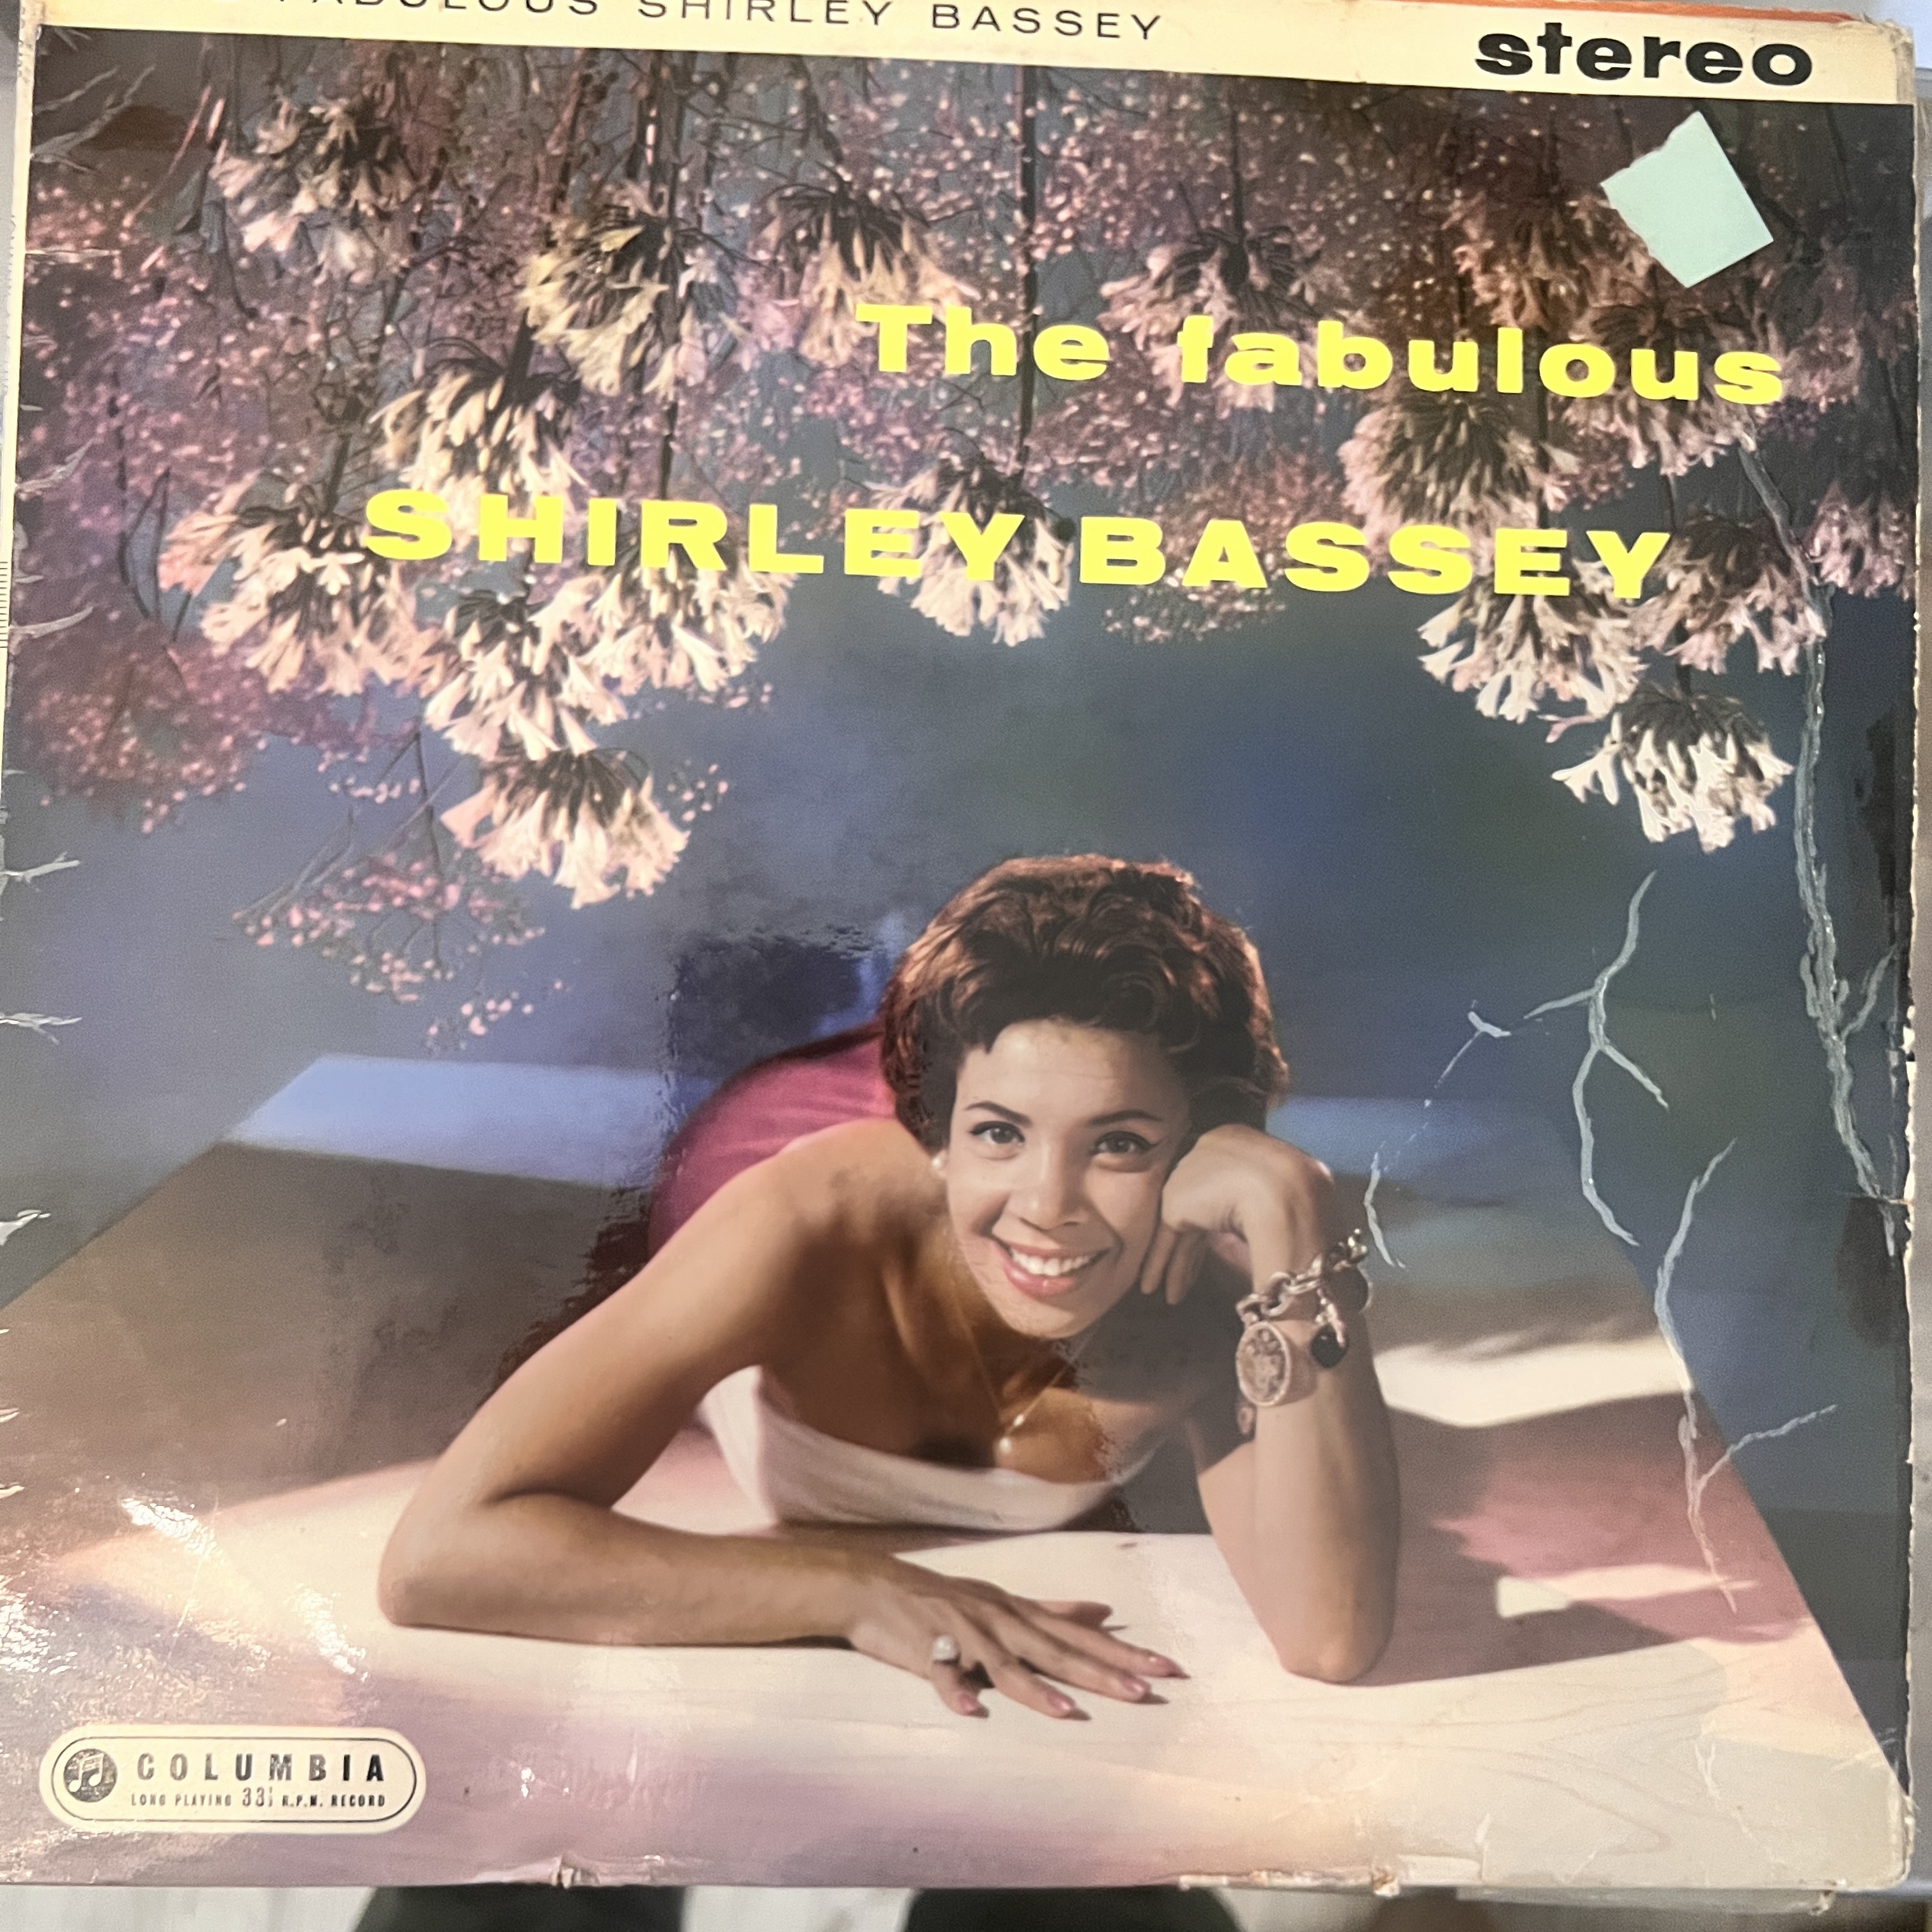 FABULOUS SHIRLEY BASSEY
stereo
The fabulous
SHIRLEY BASSEY
COLUMBIA
LONG PLAYING 33⅓ R.P.M. RECORD